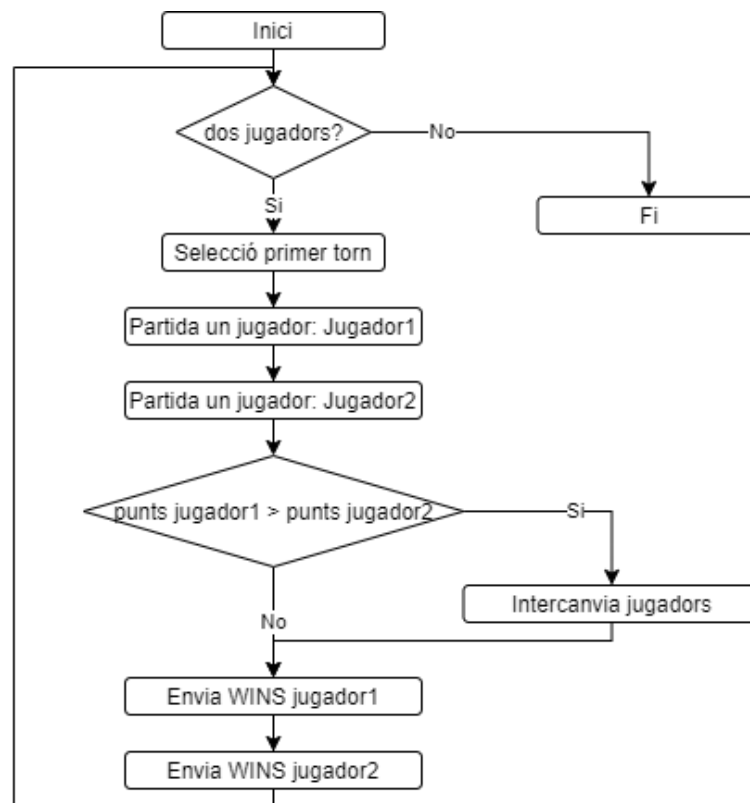 Inici
dos jugadors?
No
Si
Fi
Selecció primer torn
Partida un jugador: Jugador1
Partida un jugador: Jugador2
punts jugador1 > punts jugador2
Si
Intercanvia jugadors
No
Envia WINS jugador1
Envia WINS jugador2